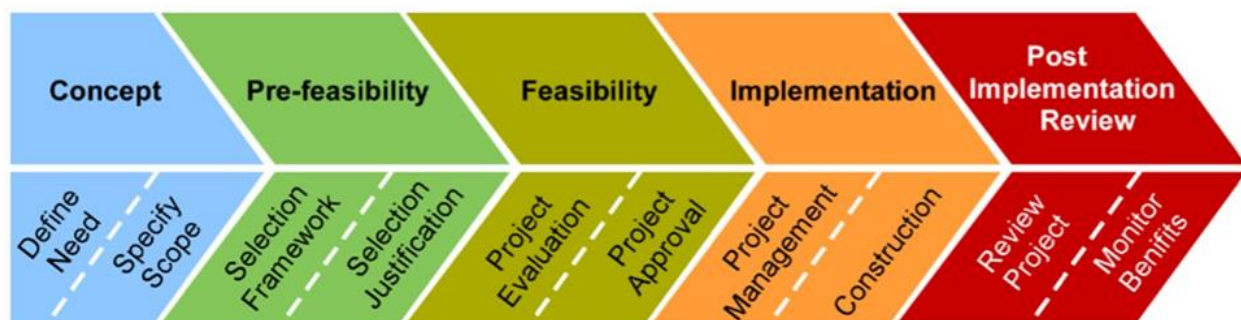 Concept
Pre-feasibility
Feasibility
Implementation
Post
Implementation
Review
Define
Need
Specify
Scope
Selection
Framework
Selection
Justification
Project
Evaluation
Project
Approval
Project
Management
Construction
Review
Project
Monitor
Benifits